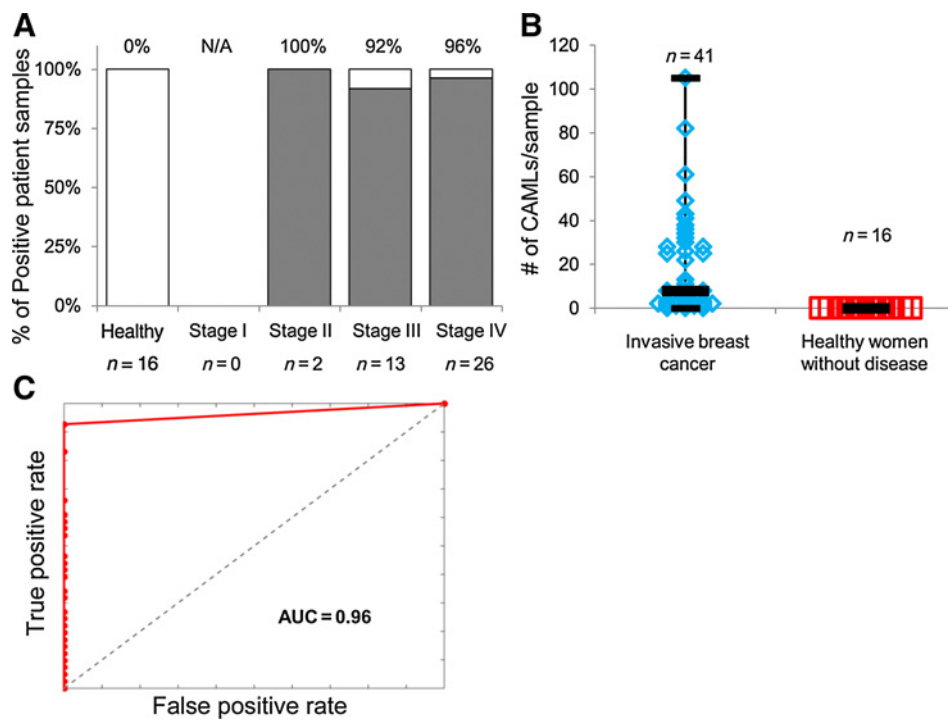 A
% of Positive patient samples
0% N/A 100% 92% 96%
100%
75%
50%
25%
0%
Healthy Stage I Stage II Stage III Stage IV
n = 16 n = 0 n = 2 n = 13 n = 26
B
# of CAMLs/sample
120
100
80
60
40
20
0
n = 41
n = 16
Invasive breast
cancer
Healthy women
without disease
C
True positive rate
AUC = 0.96
False positive rate